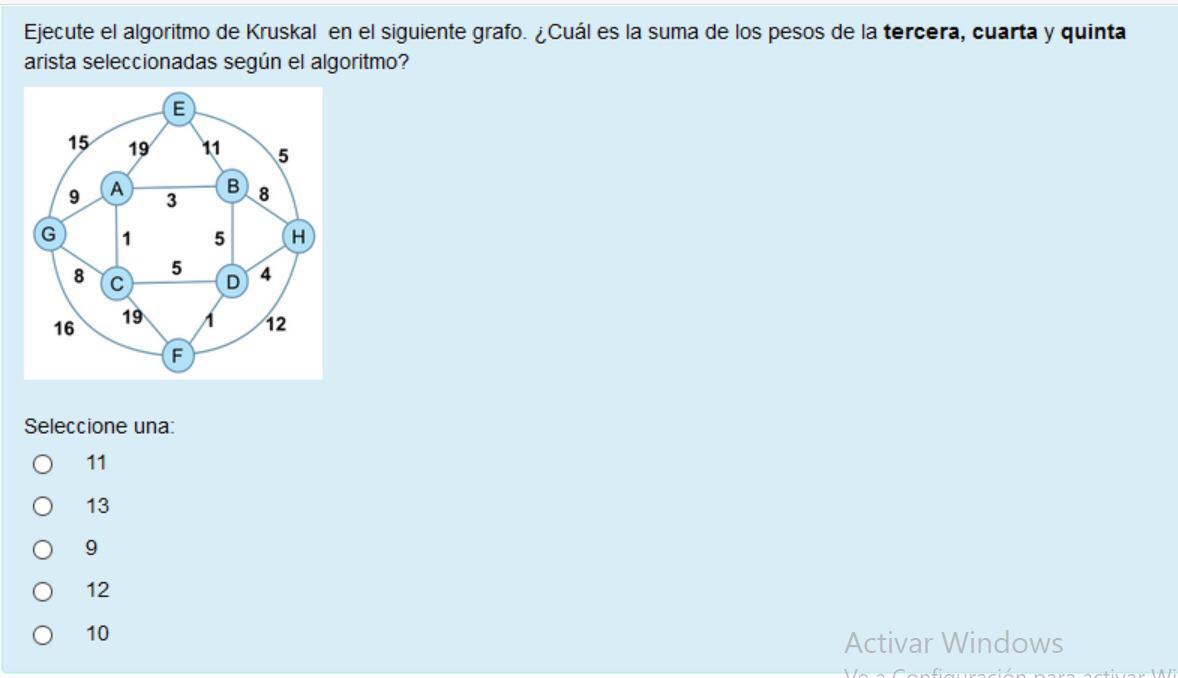 Ejecute el algoritmo de Kruskal en el siguiente grafo. ¿Cuál es la suma de los pesos de la tercera, cuarta y quinta
arista seleccionadas según el algoritmo?
E
15
19
11
5
A
B
9
3
8
G
1
5
H
8
C
5
D
4
16
19
1
12
F
Seleccione una:
11
13
9
12
10
Activar Windows
Ve a Configuración para activar Wi